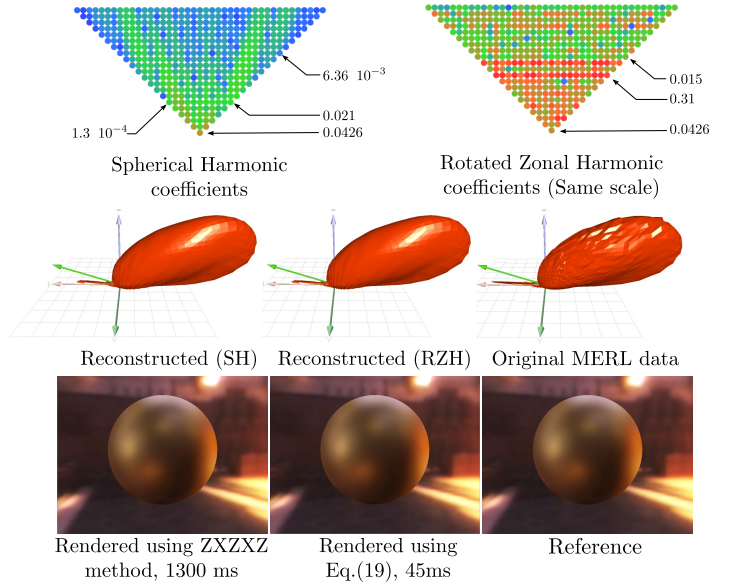 6.36 10⁻³
0.021
1.3 10⁻⁴
0.0426
0.015
0.31
0.0426
Spherical Harmonic
coefficients
Rotated Zonal Harmonic
coefficients (Same scale)
Reconstructed (SH)
Reconstructed (RZH)
Original MERL data
Rendered using ZXZXZ
method, 1300 ms
Rendered using
Eq.(19), 45ms
Reference